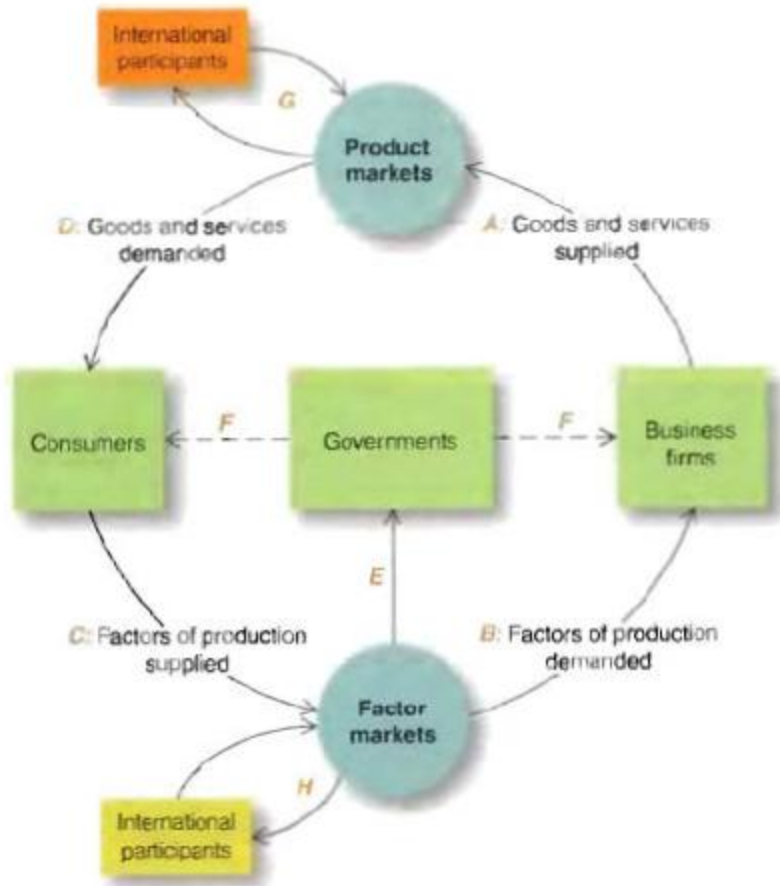 International
participants
G
Product
markets
D: Goods and services
demanded
A: Goods and services
supplied
Consumers
F
Governments
F
Business
firms
E
C: Factors of production
supplied
B: Factors of production
demanded
Factor
markets
H
International
participants